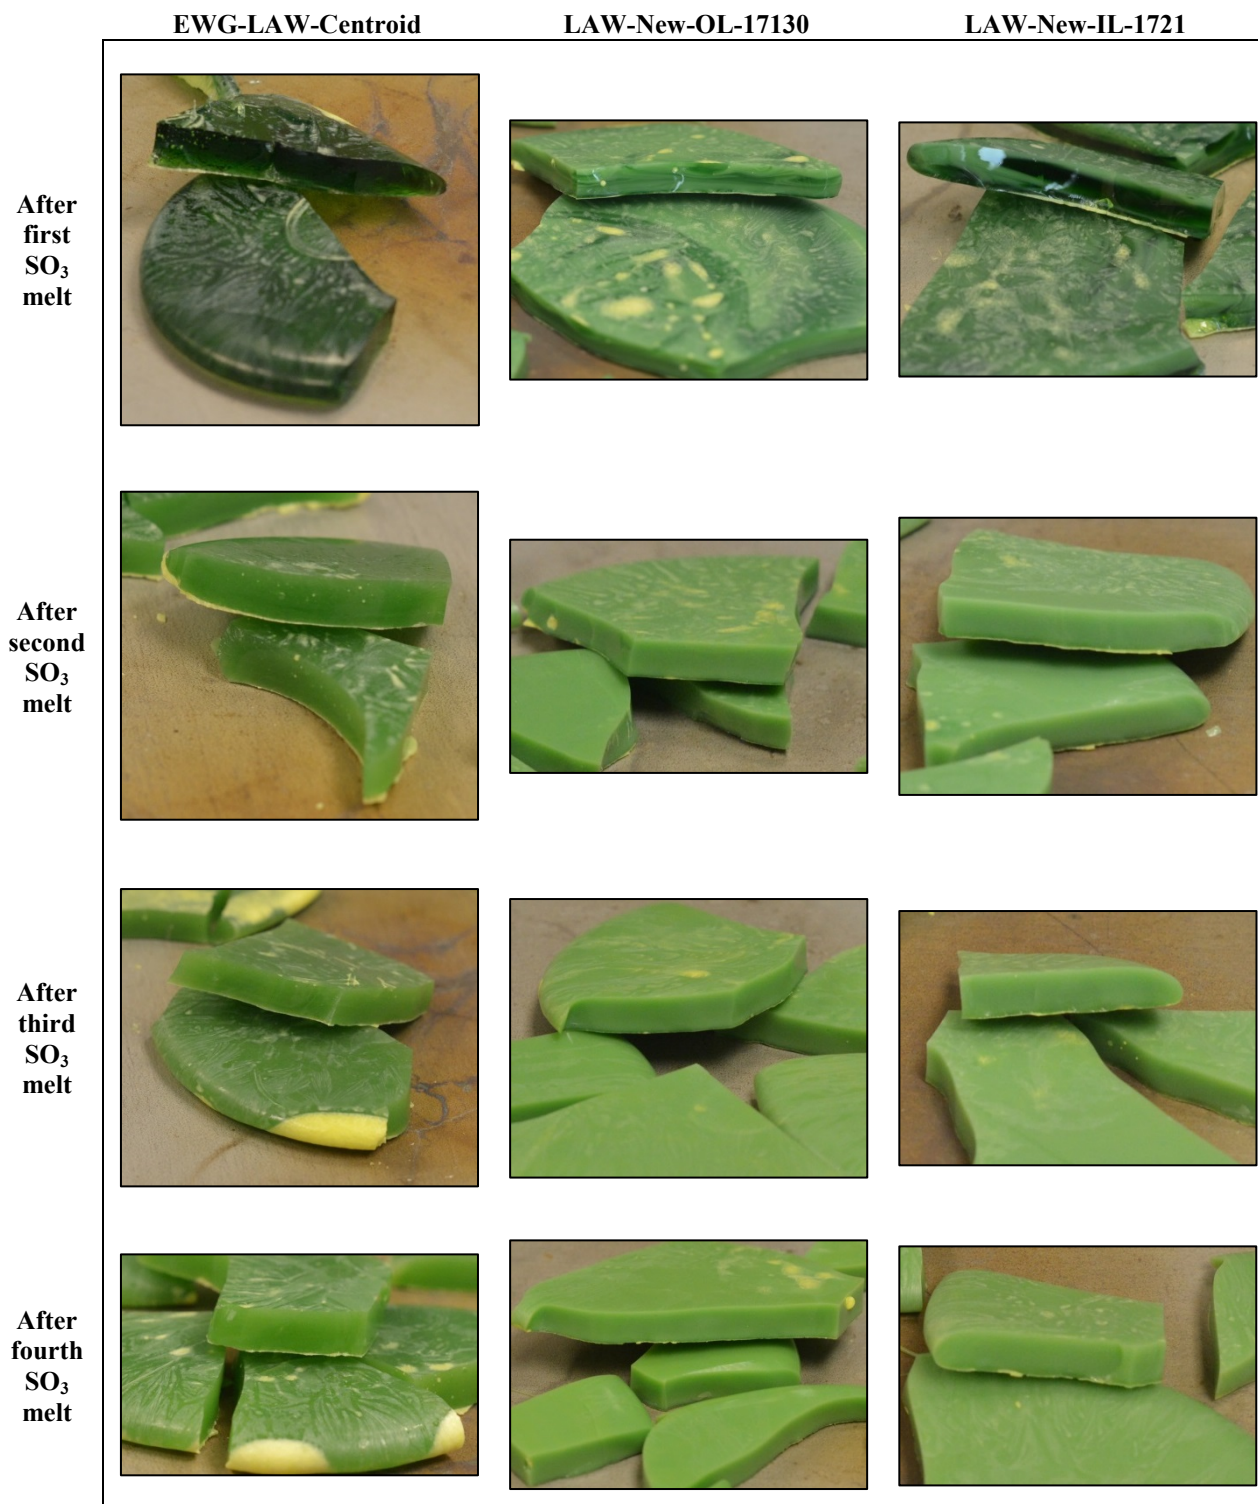 EWG-LAW-Centroid LAW-New-OL-17130 LAW-New-IL-1721
After
first
SO₃
melt
After
second
SO₃
melt
After
third
SO₃
melt
After
fourth
SO₃
melt